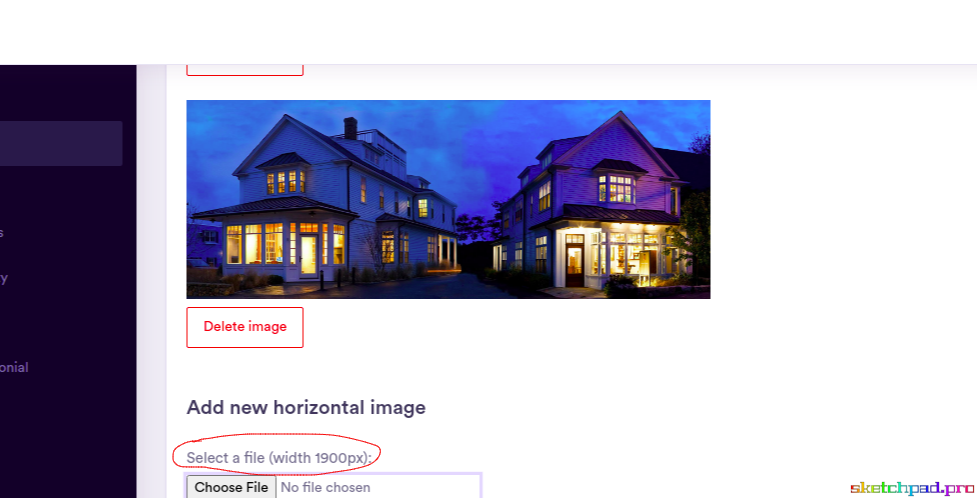 s
y
onial
Delete image
Add new horizontal image
Select a file (width 1900px):
Choose File No file chosen
sketchpad.pro